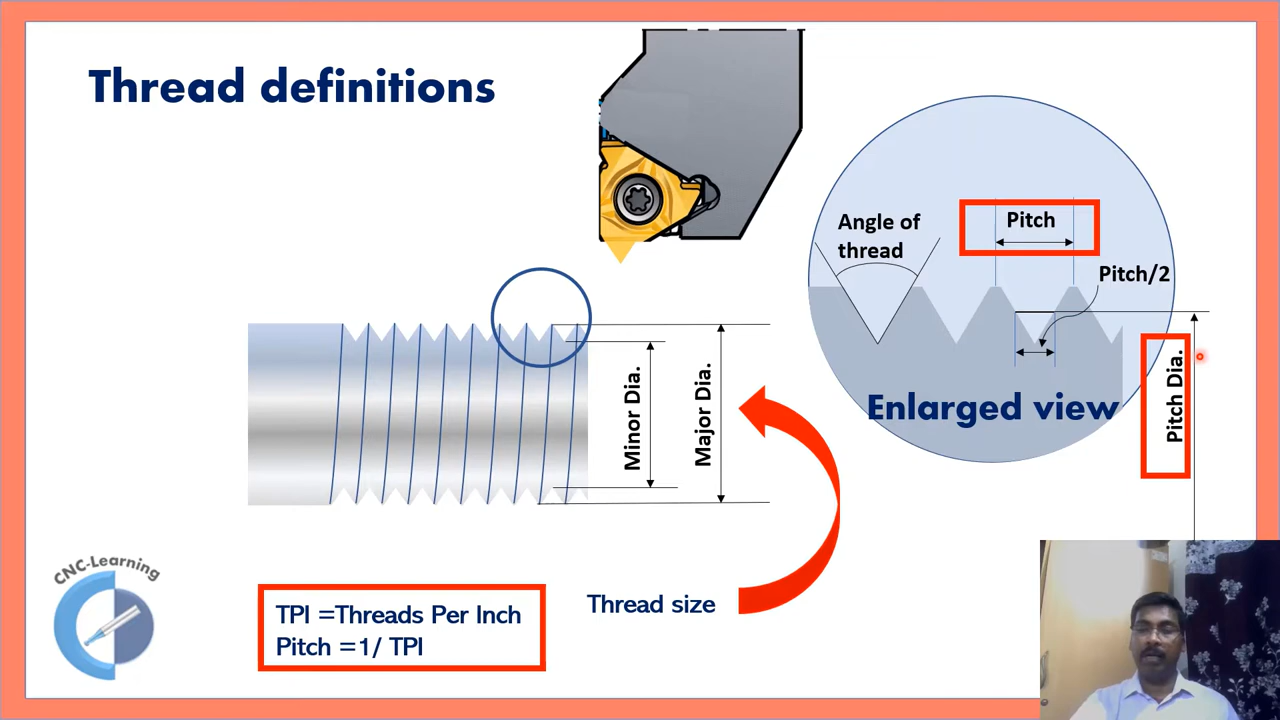 Thread definitions
Angle of
thread
Pitch
Pitch/2
Pitch Dia.
Enlarged view
Minor Dia.
Major Dia.
CNC-Learning
TPI =Threads Per Inch
Pitch =1/ TPI
Thread size